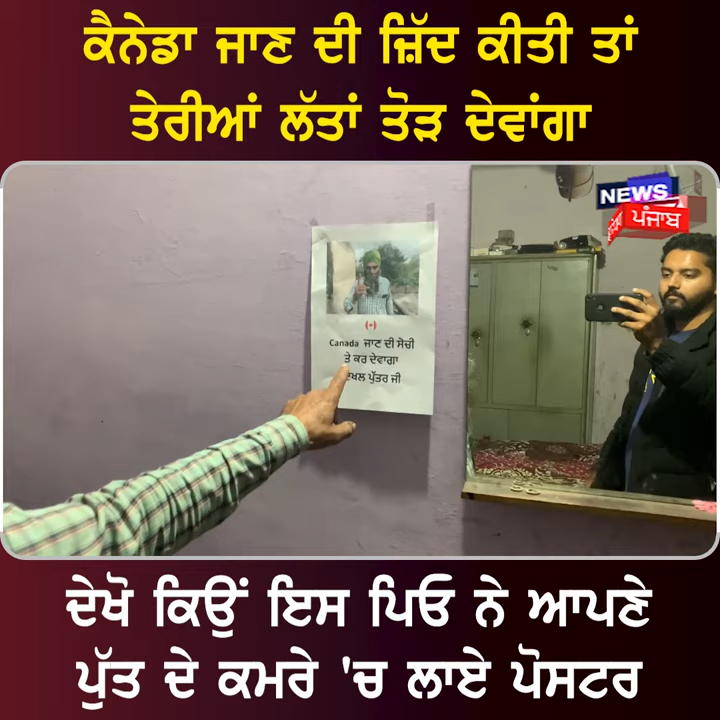 ਕੈਨੇਡਾ ਜਾਣ ਦੀ ਜ਼ਿੱਦ ਕੀਤੀ ਤਾਂ
ਤੇਰੀਆਂ ਲੱਤਾਂ ਤੋੜ ਦੇਵਾਂਗਾ
NEWS
ਪੰਜਾਬ
Canada ਜਾਣ ਦੀ ਸੋਚੀ
ਤੇ ਕਰ ਦੇਵਾਗਾ
ਪੁੱਤਰ ਜੀ
ਦੇਖੋ ਕਿਉਂ ਇਸ ਪਿਓ ਨੇ ਆਪਣੇ
ਪੁੱਤ ਦੇ ਕਮਰੇ 'ਚ ਲਾਏ ਪੋਸਟਰ